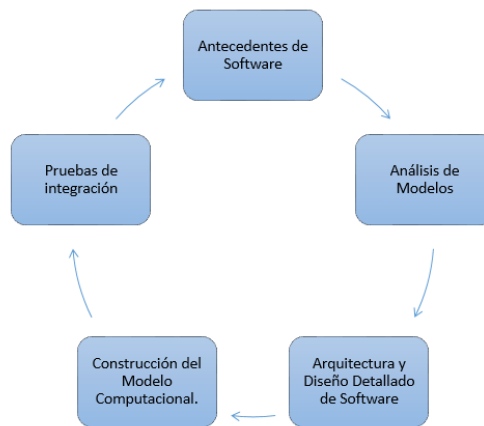 Antecedentes de
Software
Análisis de
Modelos
Arquitectura y
Diseño Detallado
de Software
Construcción del
Modelo
Computacional.
Pruebas de
integración